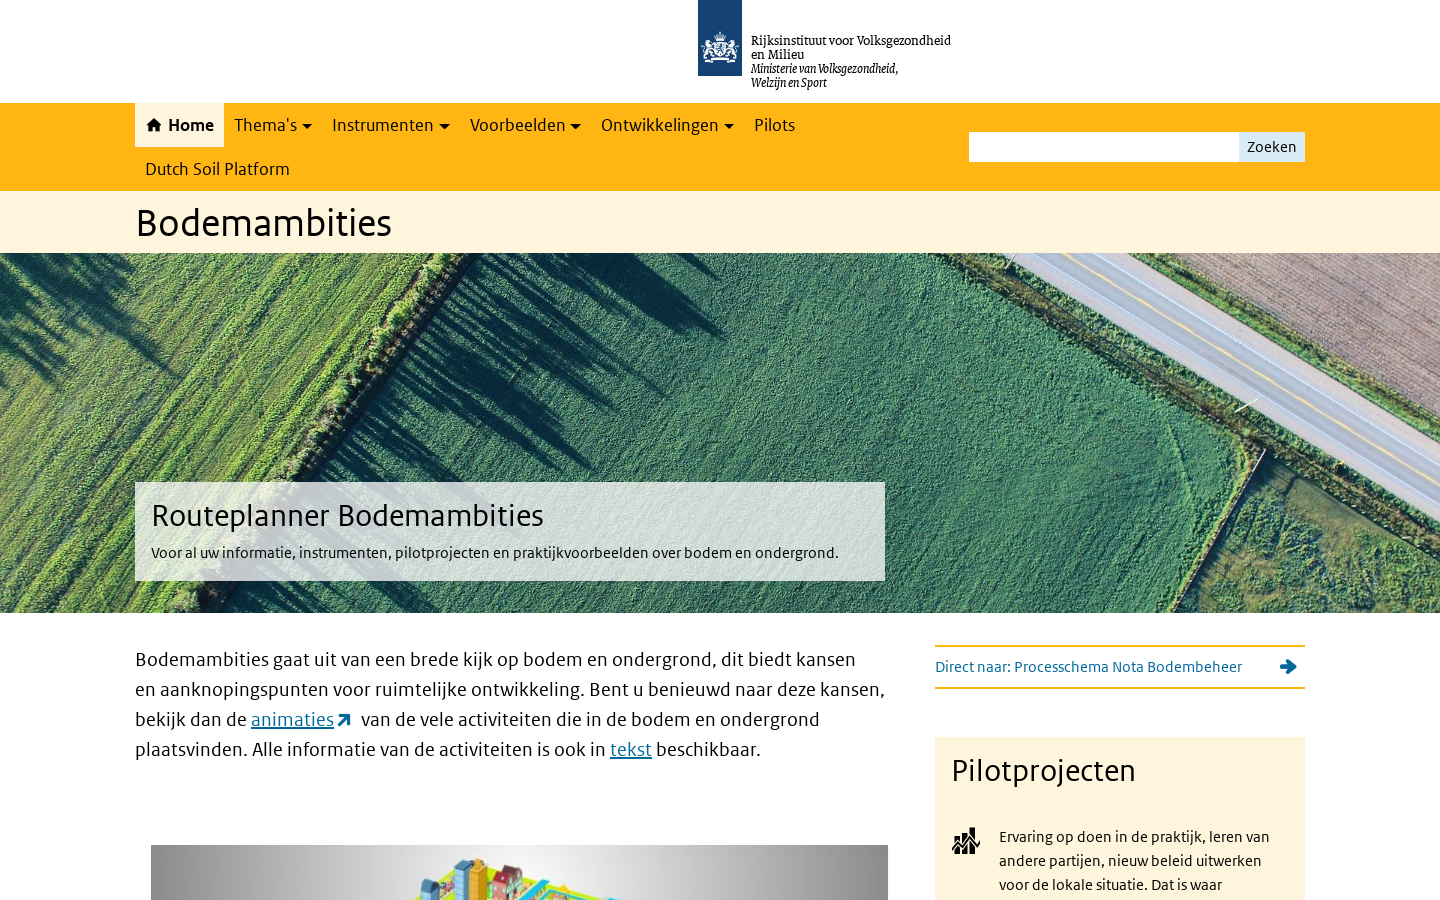 Rijksinstituut voor Volksgezondheid
en Milieu
Ministerie van Volksgezondheid,
Welzijn en Sport
Home
Thema's
Instrumenten
Voorbeelden
Ontwikkelingen
Pilots
Dutch Soil Platform
Zoeken
Bodemambities
Routeplanner Bodemambities
Voor al uw informatie, instrumenten, pilotprojecten en praktijkvoorbeelden over bodem en ondergrond.
Bodemambities gaat uit van een brede kijk op bodem en ondergrond, dit biedt kansen
en aanknopingspunten voor ruimtelijke ontwikkeling. Bent u benieuwd naar deze kansen,
bekijk dan de animaties van de vele activiteiten die in de bodem en ondergrond
plaatsvinden. Alle informatie van de activiteiten is ook in tekst beschikbaar.
Direct naar: Processchema Nota Bodembeheer
Pilotprojecten
Ervaring op doen in de praktijk, leren van
andere partijen, nieuw beleid uitwerken
voor de lokale situatie. Dat is waar